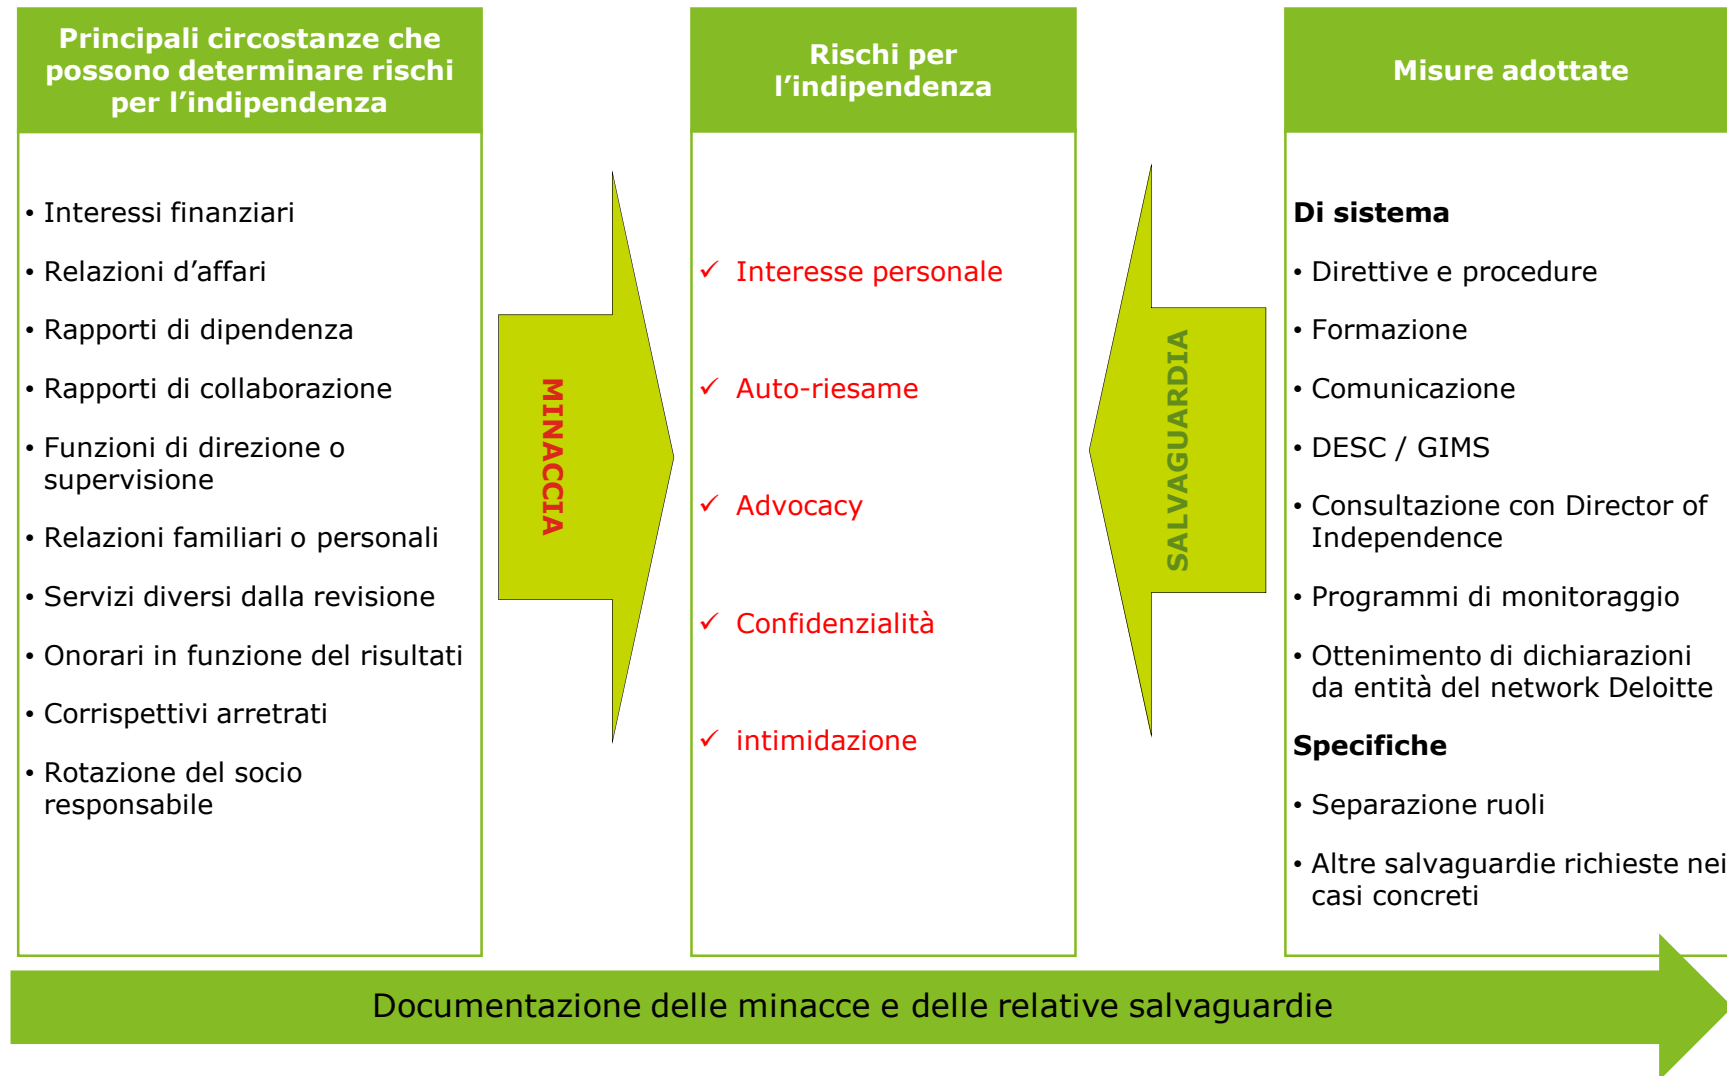 Principali circostanze che
possono determinare rischi
per l’indipendenza
• Interessi finanziari
• Relazioni d’affari
• Rapporti di dipendenza
• Rapporti di collaborazione
• Funzioni di direzione o
supervisione
• Relazioni familiari o personali
• Servizi diversi dalla revisione
• Onorari in funzione del risultati
• Corrispettivi arretrati
• Rotazione del socio
responsabile
MINACCIA
Rischi per
l’indipendenza
✓ Interesse personale
✓ Auto-riesame
✓ Advocacy
✓ Confidenzialità
✓ intimidazione
SALVAGUARDIA
Misure adottate
Di sistema
• Direttive e procedure
• Formazione
• Comunicazione
• DESC / GIMS
• Consultazione con Director of
Independence
• Programmi di monitoraggio
• Ottenimento di dichiarazioni
da entità del network Deloitte
Specifiche
• Separazione ruoli
• Altre salvaguardie richieste nei
casi concreti
Documentazione delle minacce e delle relative salvaguardie